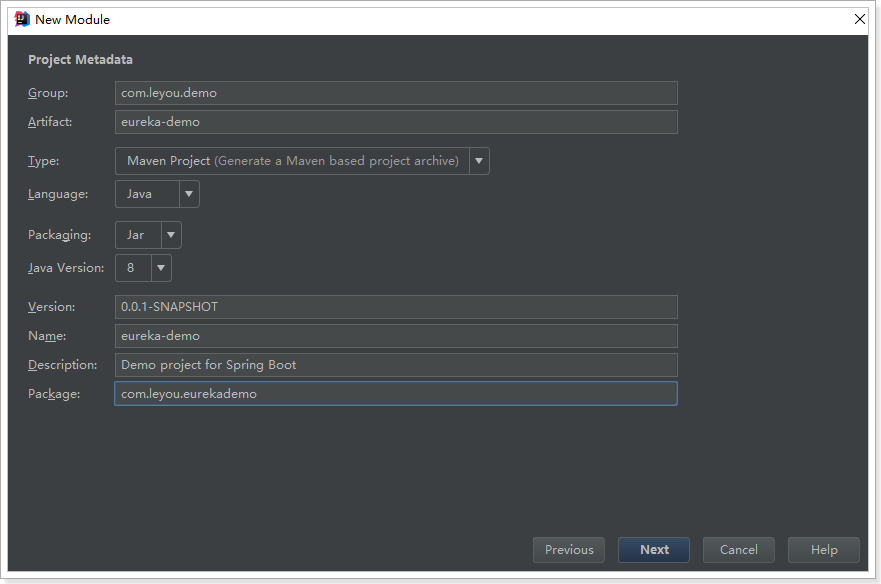 New Module
Project Metadata
Group: com.leyou.demo
Artifact: eureka-demo
Type: Maven Project (Generate a Maven based project archive)
Language: Java
Packaging: Jar
Java Version: 8
Version: 0.0.1-SNAPSHOT
Name: eureka-demo
Description: Demo project for Spring Boot
Package: com.leyou.eurekademo
Previous Next Cancel Help